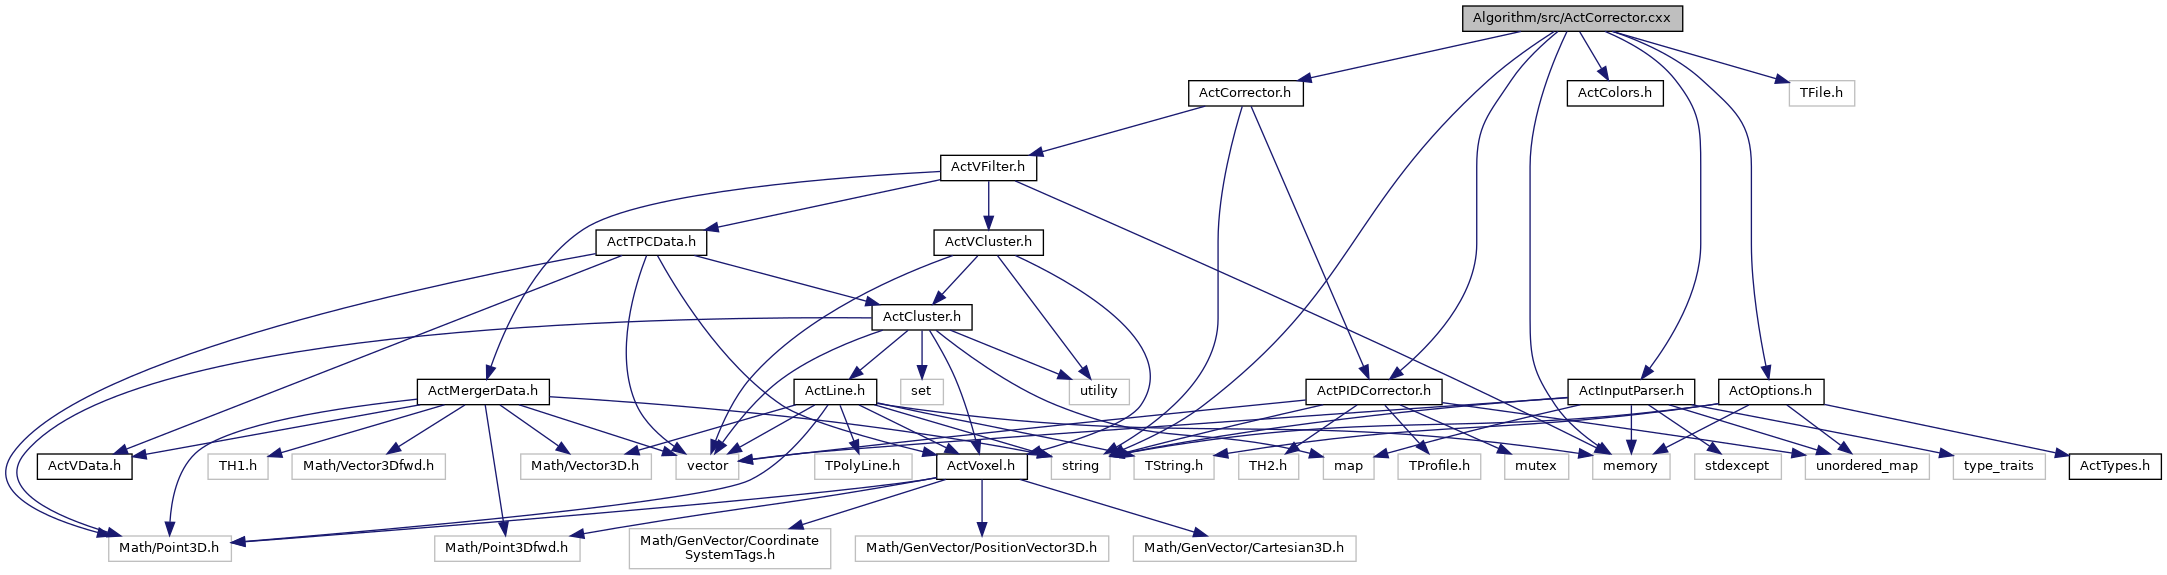 Algorithm/src/ActCorrector.cxx
ActCorrector.h
ActColors.h
TFile.h
ActVFilter.h
ActTPCData.h
ActVCluster.h
ActCluster.h
ActMergerData.h
ActLine.h
set
utility
ActPIDCorrector.h
ActInputParser.h
ActOptions.h
ActVData.h
TH1.h
Math/Vector3Dfwd.h
Math/Vector3D.h
vector
TPolyLine.h
ActVoxel.h
string
TString.h
TH2.h
map
TProfile.h
mutex
memory
stdexcept
unordered_map
type_traits
ActTypes.h
Math/Point3D.h
Math/Point3Dfwd.h
Math/GenVector/Coordinate
SystemTags.h
Math/GenVector/PositionVector3D.h
Math/GenVector/Cartesian3D.h